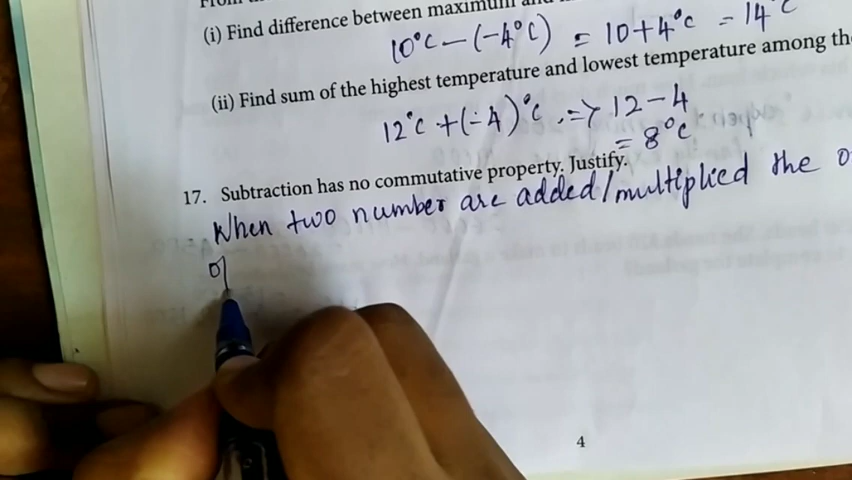 (i) Find difference between maximum and
10°C – (–4°C) = 10+4°C = 14°C
(ii) Find sum of the highest temperature and lowest temperature among the
12°C + (–4)°C => 12 – 4
= 8°C
17. Subtraction has no commutative property. Justify.
When two number are added/multiplied the
of
4